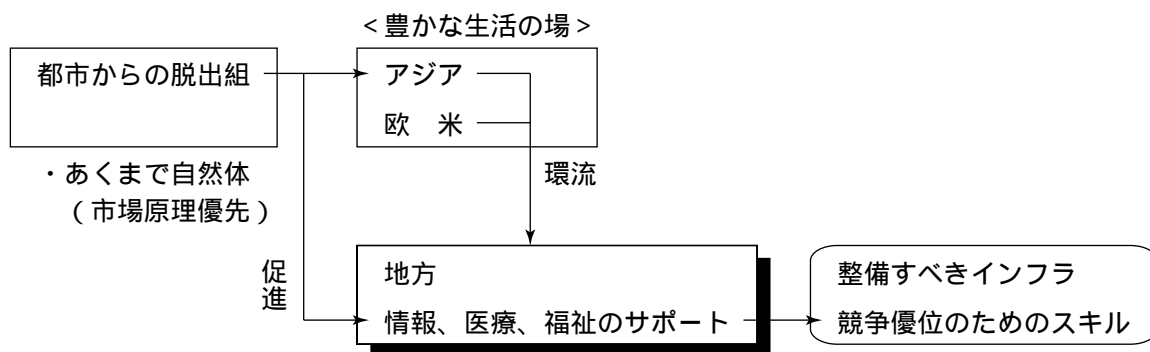 <豊かな生活の場>
都市からの脱出組
アジア
欧　米
・あくまで自然体
(市場原理優先)
環流
促進
地方
情報、医療、福祉のサポート
整備すべきインフラ
競争優位のためのスキル